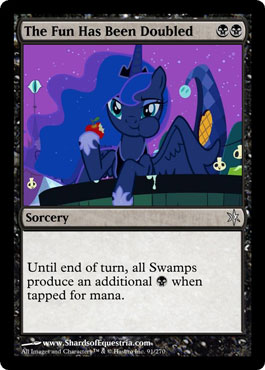 The Fun Has Been Doubled
Sorcery
Until end of turn, all Swamps
produce an additional when
tapped for mana.
www.ShardsofEquestria.com
All Images and Characters™ & © Hasbro Inc. 91/270